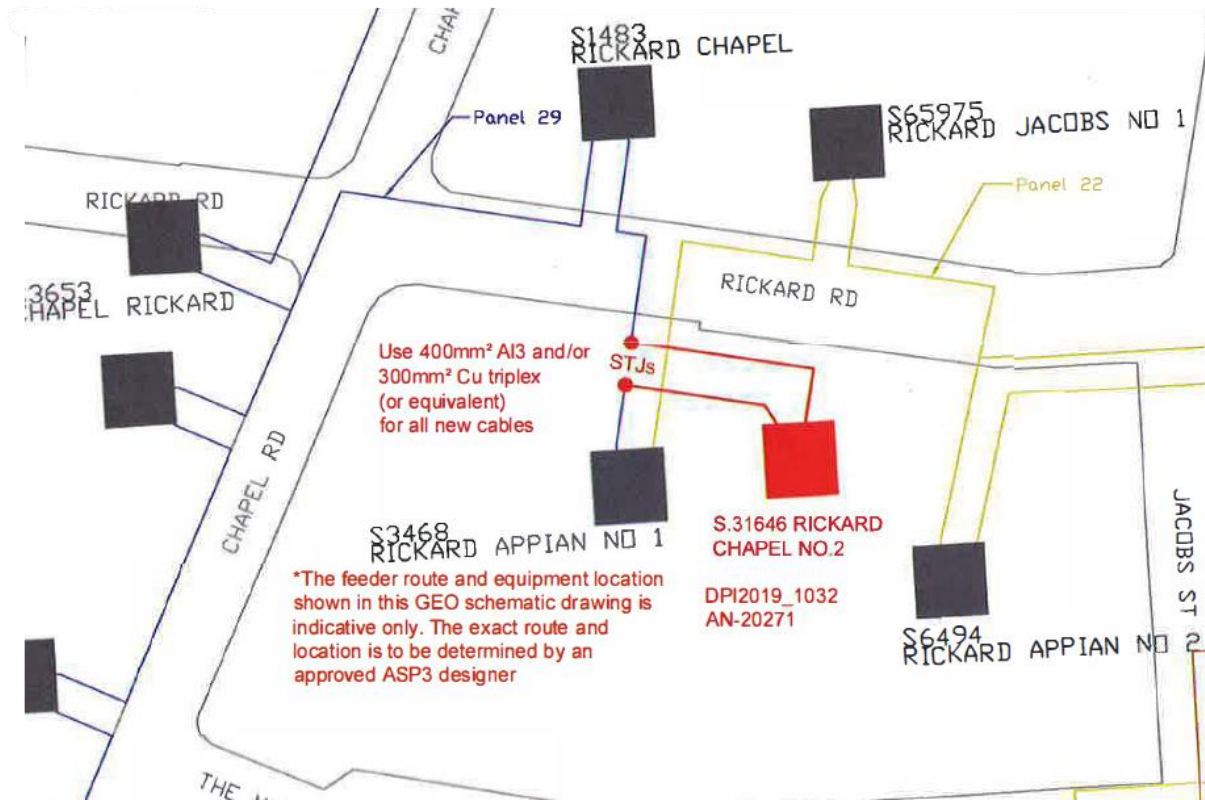 CHAP
S1483
RICKARD CHAPEL
Panel 29
S65975
RICKARD JACOBS NO 1
Panel 22
RICKARD RD
3653
HAPEL RICKARD
RICKARD RD
Use 400mm² Al3 and/or
300mm² Cu triplex
(or equivalent)
for all new cables
STJs
CHAPEL RD
S3468
RICKARD APPIAN NO 1
S.31646 RICKARD
CHAPEL NO.2
DPI2019_1032
AN-20271
*The feeder route and equipment location
shown in this GEO schematic drawing is
indicative only. The exact route and
location is to be determined by an
approved ASP3 designer
JACOBS ST
S6494
RICKARD APPIAN NO 2
THE